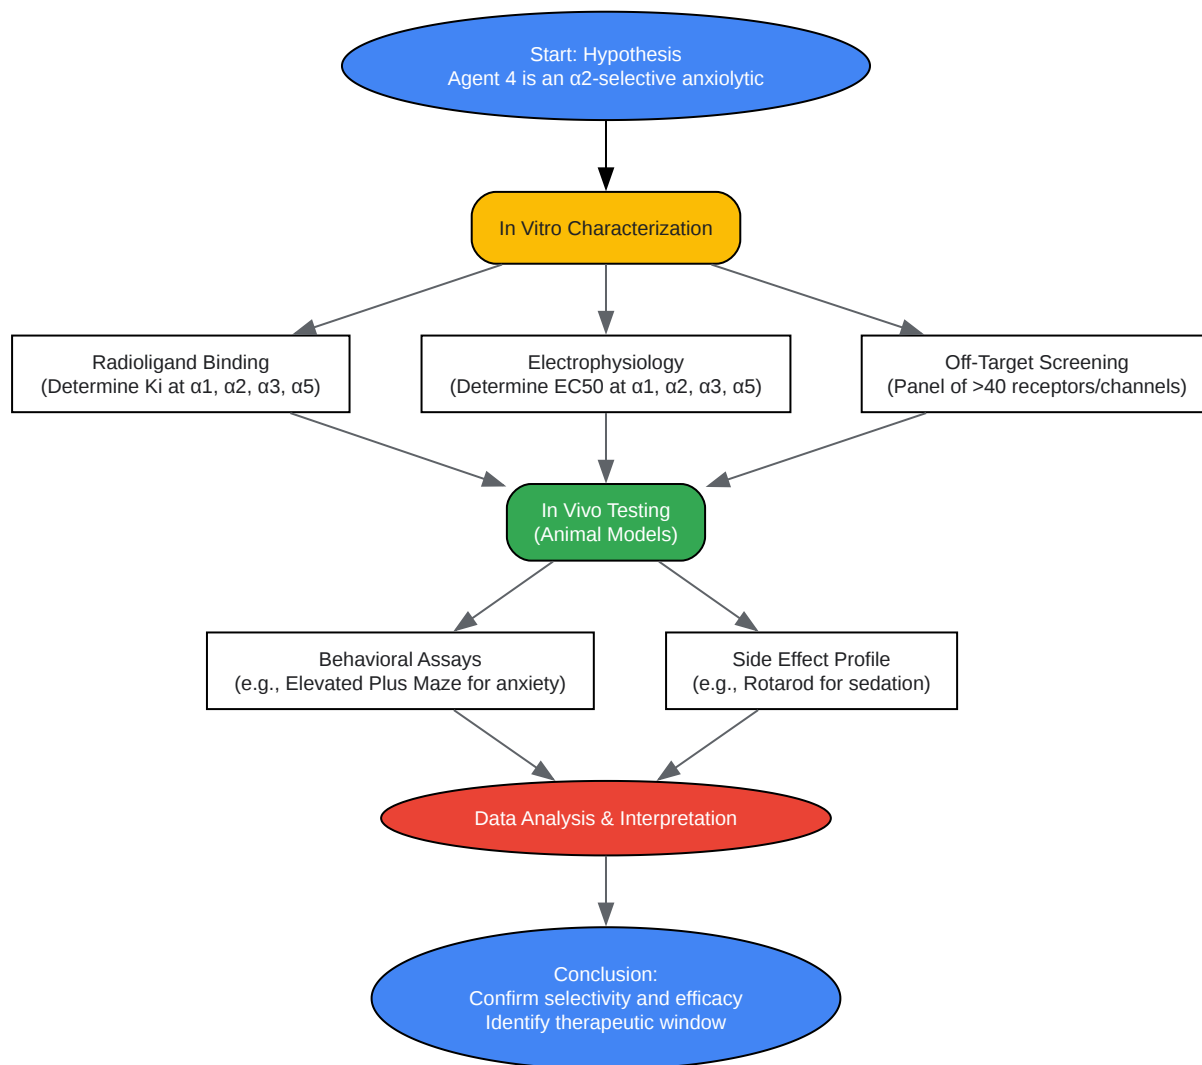 Start: Hypothesis
Agent 4 is an α2-selective anxiolytic
In Vitro Characterization
Radioligand Binding
(Determine Ki at α1, α2, α3, α5)
Electrophysiology
(Determine EC50 at α1, α2, α3, α5)
Off-Target Screening
(Panel of >40 receptors/channels)
In Vivo Testing
(Animal Models)
Behavioral Assays
(e.g., Elevated Plus Maze for anxiety)
Side Effect Profile
(e.g., Rotarod for sedation)
Data Analysis & Interpretation
Conclusion:
Confirm selectivity and efficacy
Identify therapeutic window